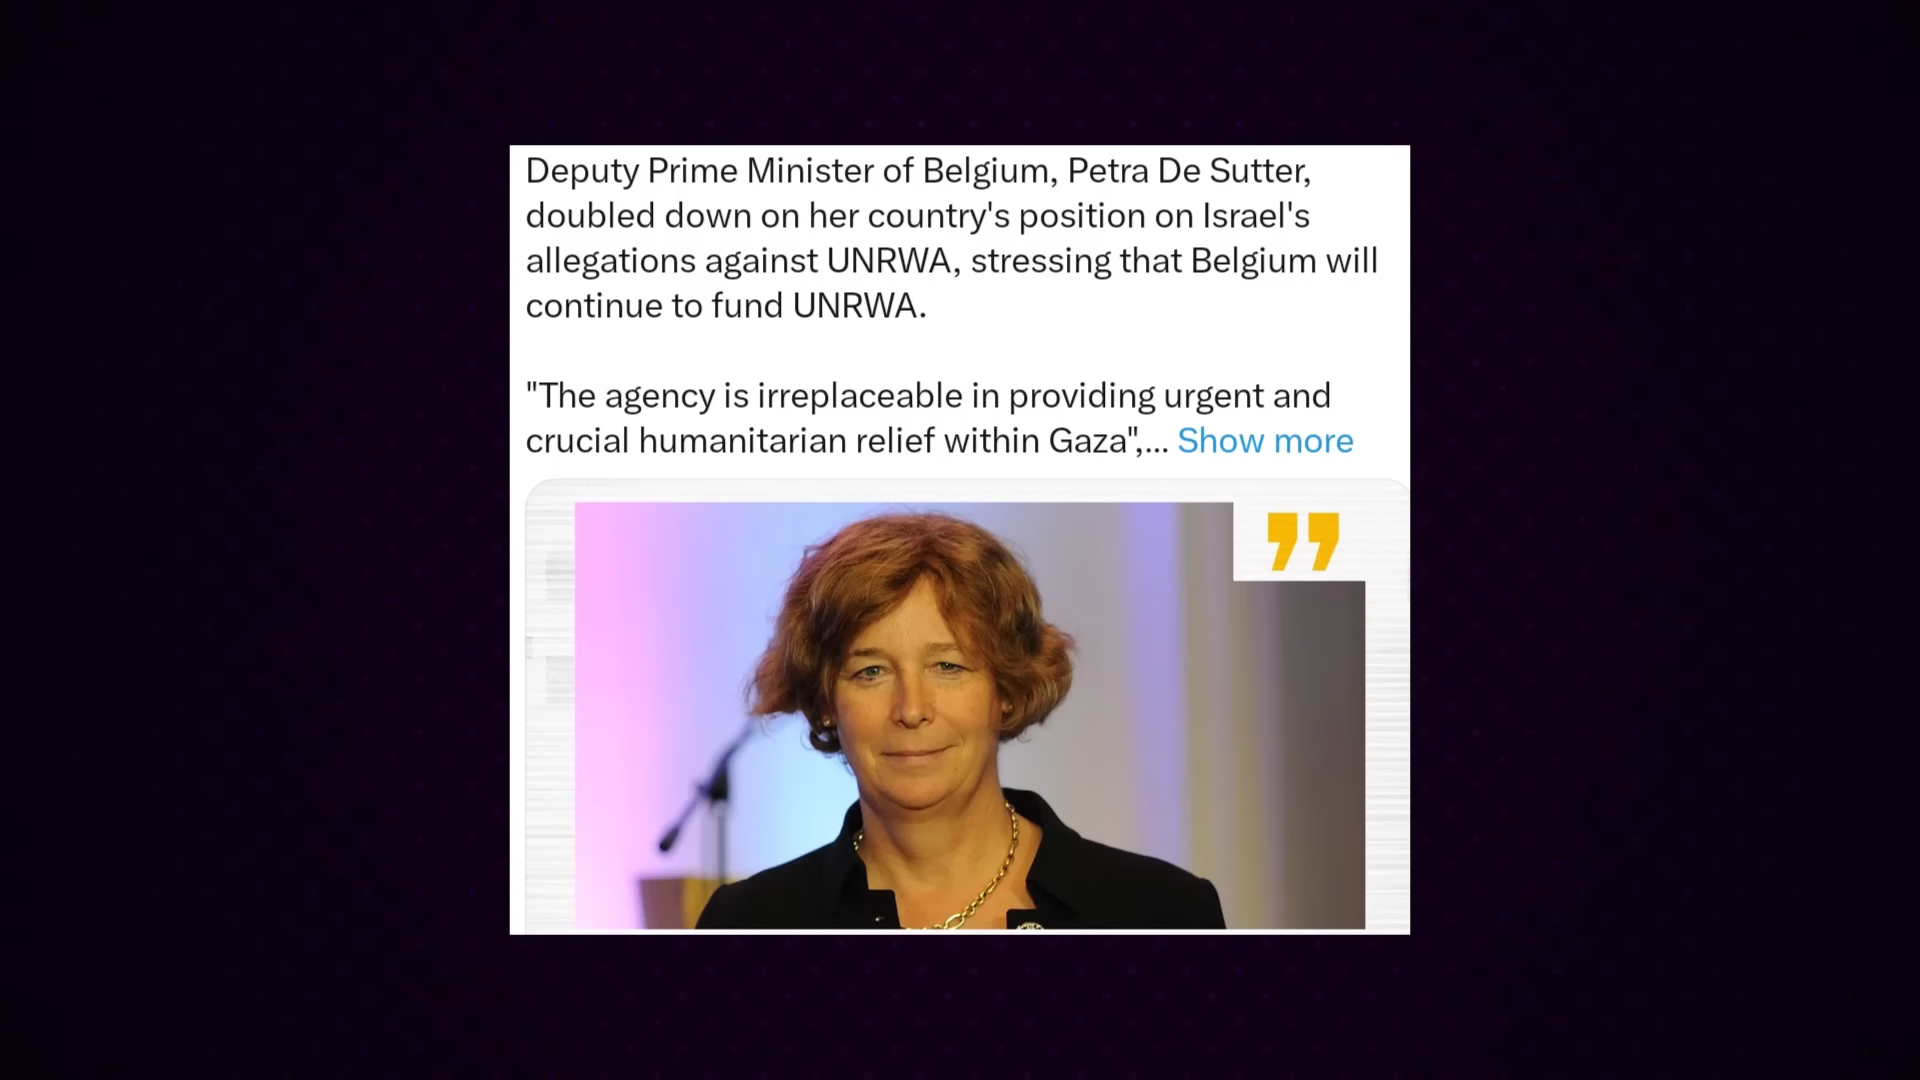 Deputy Prime Minister of Belgium, Petra De Sutter,
doubled down on her country's position on Israel's
allegations against UNRWA, stressing that Belgium will
continue to fund UNRWA.
"The agency is irreplaceable in providing urgent and
crucial humanitarian relief within Gaza",... Show more